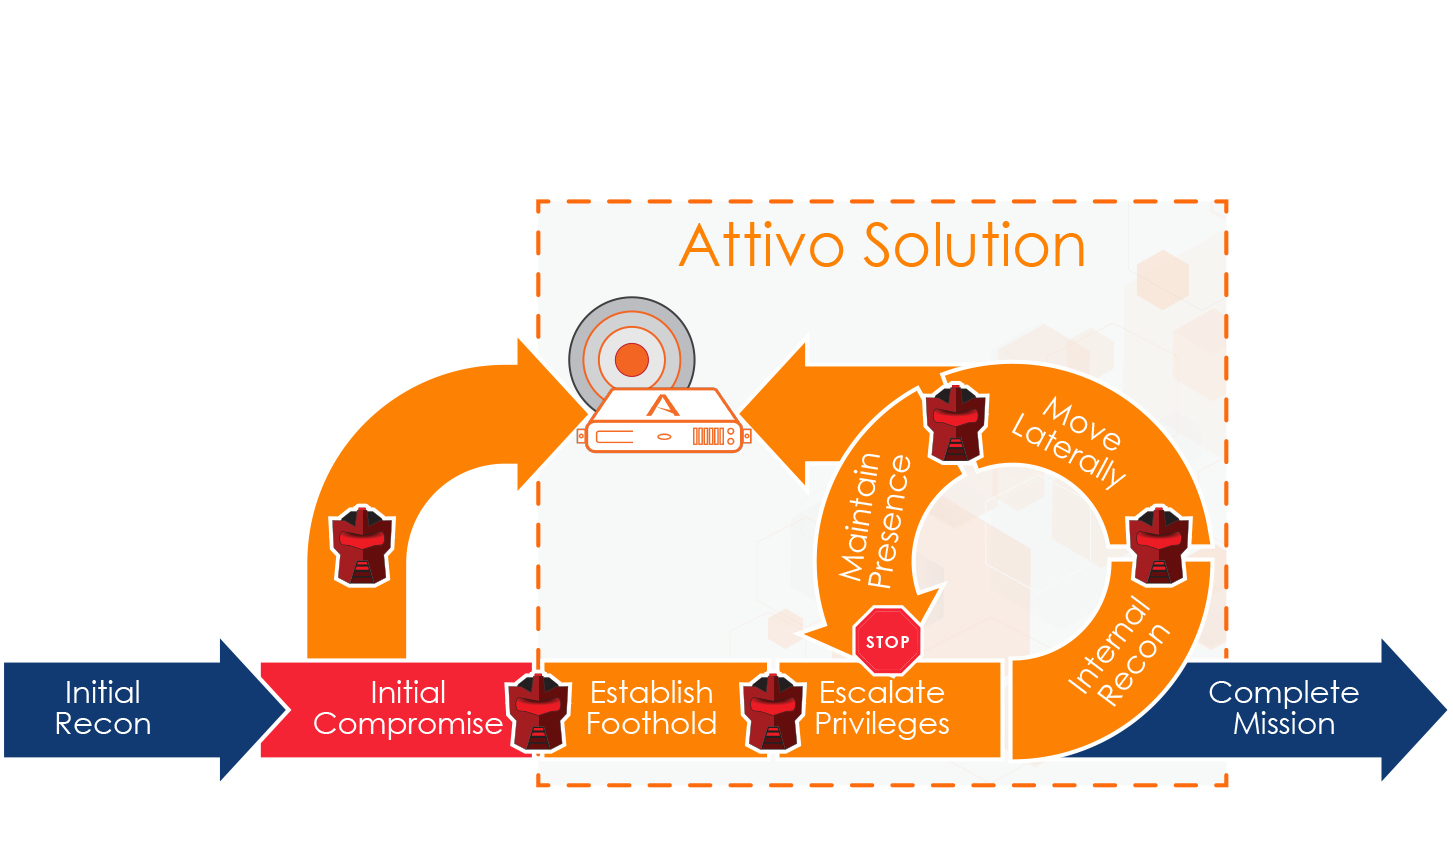 Attivo Solution
Move
Laterally
Maintain
Presence
Internal
Recon
STOP
Initial
Recon
Initial
Compromise
Establish
Foothold
Escalate
Privileges
Complete
Mission